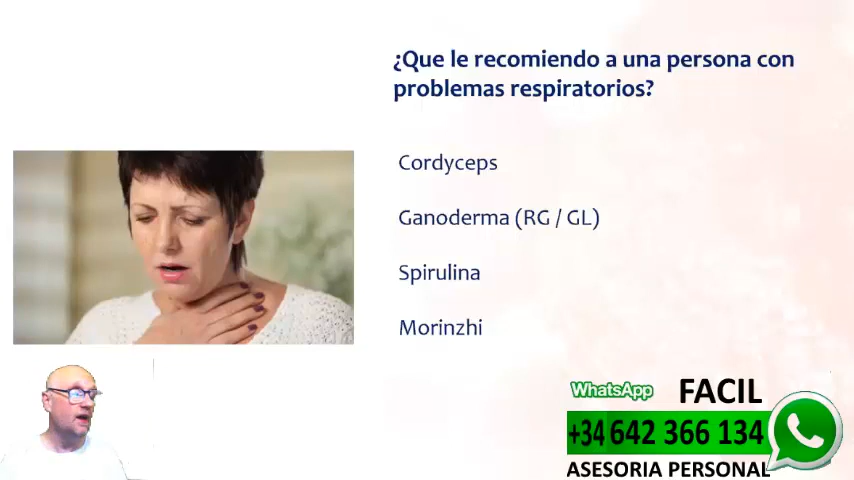 ¿Que le recomiendo a una persona con
problemas respiratorios?
Cordyceps
Ganoderma (RG / GL)
Spirulina
Morinzhi
WhatsApp FACIL
+34 642 366 134
ASESORIA PERSONAL